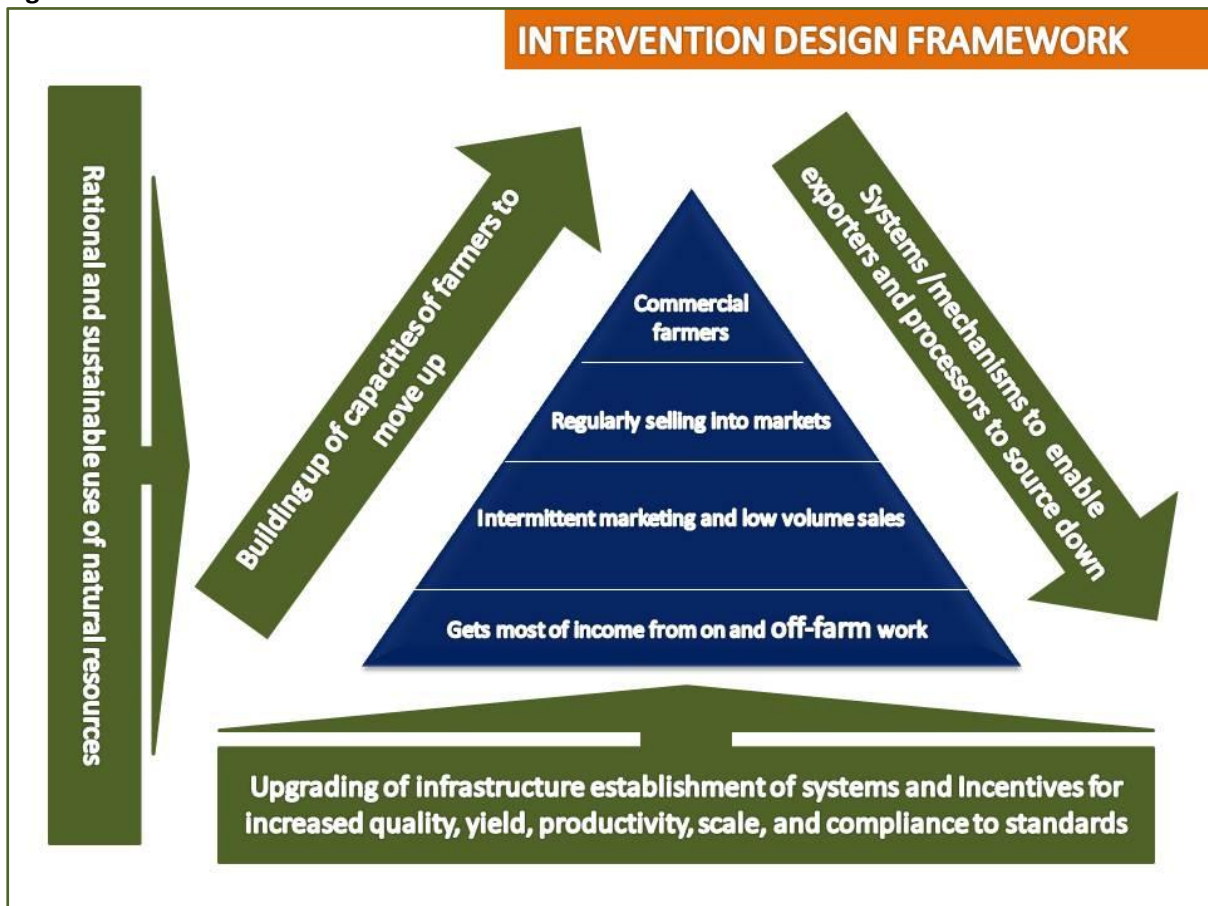 INTERVENTION DESIGN FRAMEWORK
Rational and sustainable use of natural resources
Building up of capacities of farmers to
move up
Systems /mechanisms to enable
exporters and processors to source down
Commercial
farmers
Regularly selling into markets
Intermittent marketing and low volume sales
Gets most of income from on and off-farm work
Upgrading of infrastructure establishment of systems and Incentives for
increased quality, yield, productivity, scale, and compliance to standards